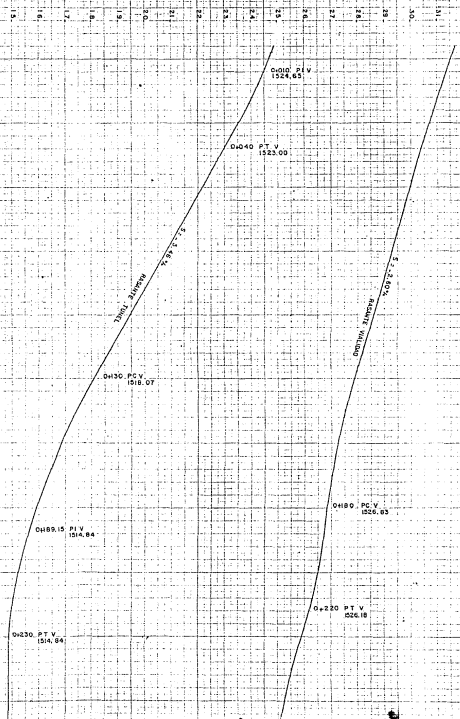 15
16
17
18
19
20
21
22
23
24
25
26
27
28
29
30
31
0+010 PI V
1524.65
0+040 PT V
1523.00
S = -5.46 %
RASANTE TUNEL
S = -2.60 %
RASANTE VIALIDAD
0+130 PC V
1518.07
0+180 PC V
1526.83
0+189.15 PI V
1514.84
0+220 PT V
1526.18
0+230 PT V
1514.84